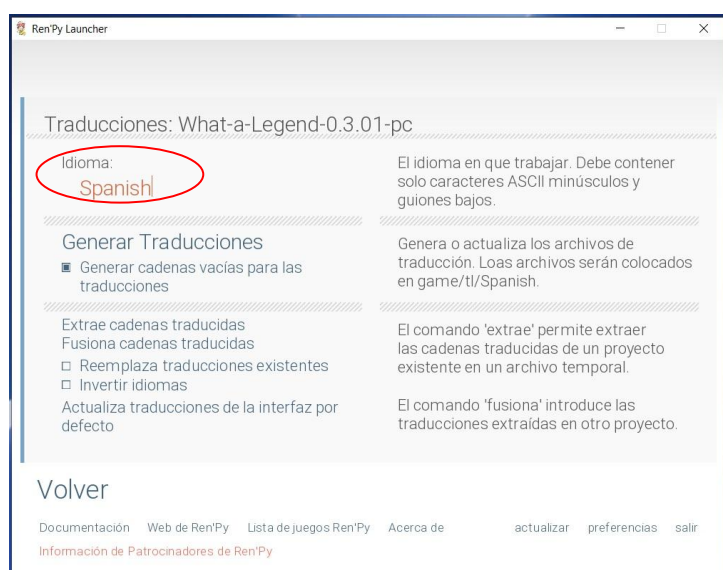 Ren'Py Launcher
Traducciones: What-a-Legend-0.3.01-pc
Idioma:
Spanish
El idioma en que trabajar. Debe contener
solo caracteres ASCII minúsculos y
guiones bajos.
Generar Traducciones
Generar cadenas vacías para las
traducciones
Genera o actualiza los archivos de
traducción. Loas archivos serán colocados
en game/tl/Spanish.
Extrae cadenas traducidas
Fusiona cadenas traducidas
Reemplaza traducciones existentes
Invertir idiomas
Actualiza traducciones de la interfaz por
defecto
El comando 'extrae' permite extraer
las cadenas traducidas de un proyecto
existente en un archivo temporal.
El comando 'fusiona' introduce las
traducciones extraídas en otro proyecto.
Volver
Documentación Web de Ren'Py Lista de juegos Ren'Py Acerca de actualizar preferencias salir
Información de Patrocinadores de Ren'Py